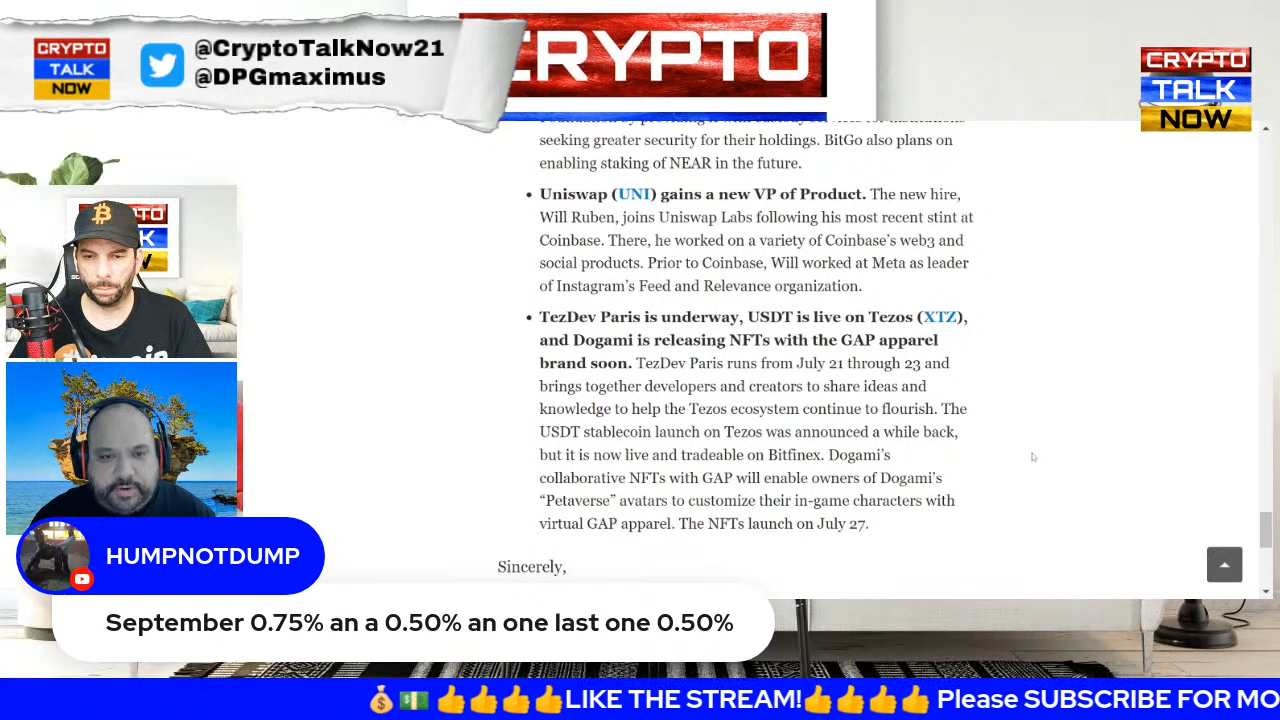 CRYPTO
TALK
NOW
@CryptoTalkNow21
@DPGmaximus
CRYPTO
CRYPTO
TALK
NOW
seeking greater security for their holdings. BitGo also plans on
enabling staking of NEAR in the future.
• Uniswap (UNI) gains a new VP of Product. The new hire,
Will Ruben, joins Uniswap Labs following his most recent stint at
Coinbase. There, he worked on a variety of Coinbase's web3 and
social products. Prior to Coinbase, Will worked at Meta as leader
of Instagram's Feed and Relevance organization.
• TezDev Paris is underway, USDT is live on Tezos (XTZ),
and Dogami is releasing NFTs with the GAP apparel
brand soon. TezDev Paris runs from July 21 through 23 and
brings together developers and creators to share ideas and
knowledge to help the Tezos ecosystem continue to flourish. The
USDT stablecoin launch on Tezos was announced a while back,
but it is now live and tradeable on Bitfinex. Dogami's
collaborative NFTs with GAP will enable owners of Dogami's
“Petaverse” avatars to customize their in-game characters with
virtual GAP apparel. The NFTs launch on July 27.
Sincerely,
HUMPNOTDUMP
September 0.75% an a 0.50% an one last one 0.50%
💰💵 👍👍👍👍LIKE THE STREAM!👍👍👍👍 Please SUBSCRIBE FOR MO